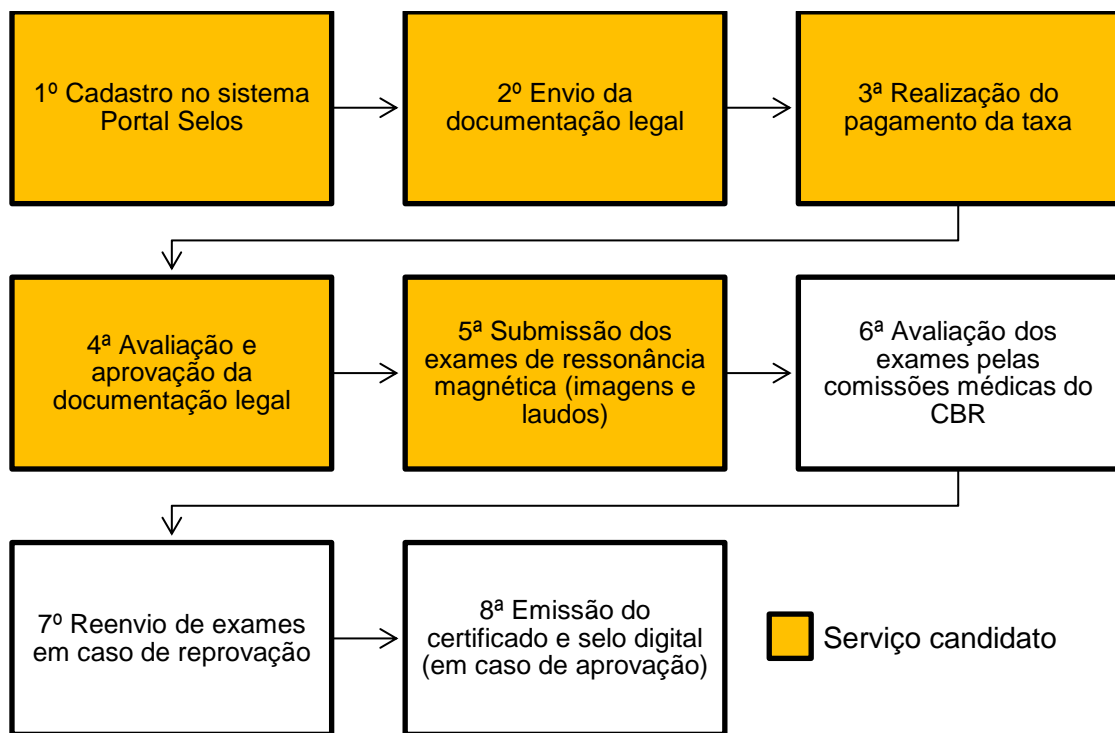 1º Cadastro no sistema
Portal Selos
2º Envio da
documentação legal
3ª Realização do
pagamento da taxa
4ª Avaliação e
aprovação da
documentação legal
5ª Submissão dos
exames de ressonância
magnética (imagens e
laudos)
6ª Avaliação dos
exames pelas
comissões médicas do
CBR
7º Reenvio de exames
em caso de reprovação
8ª Emissão do
certificado e selo digital
(em caso de aprovação)
Serviço candidato